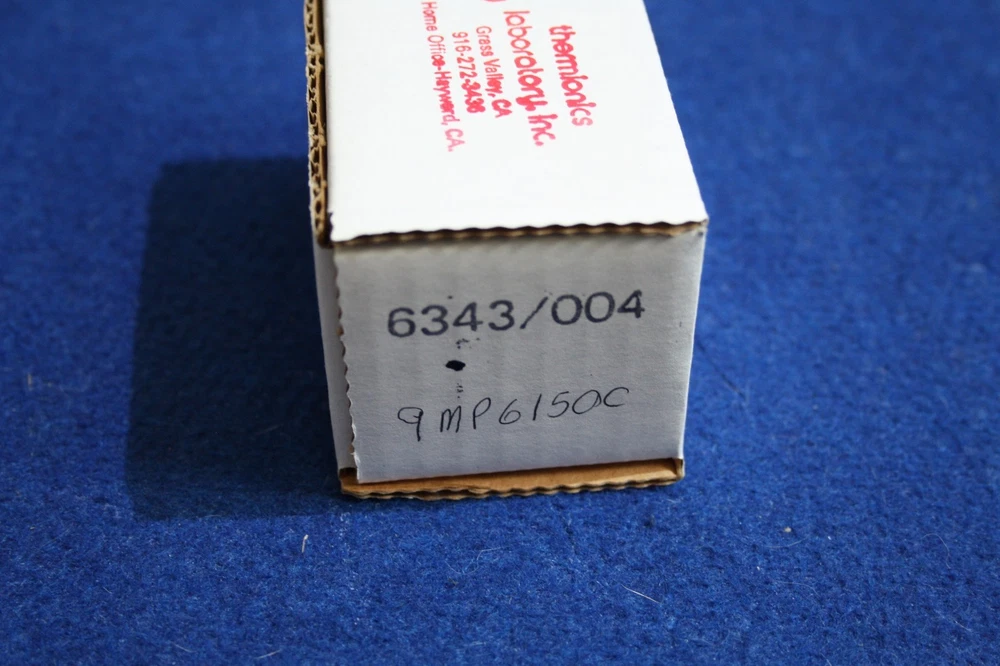 thermionics
laboratory, Inc.
Grass Valley, CA
916-272-3436
Home Office-Hayward, CA.
6343/004
9MP6150C